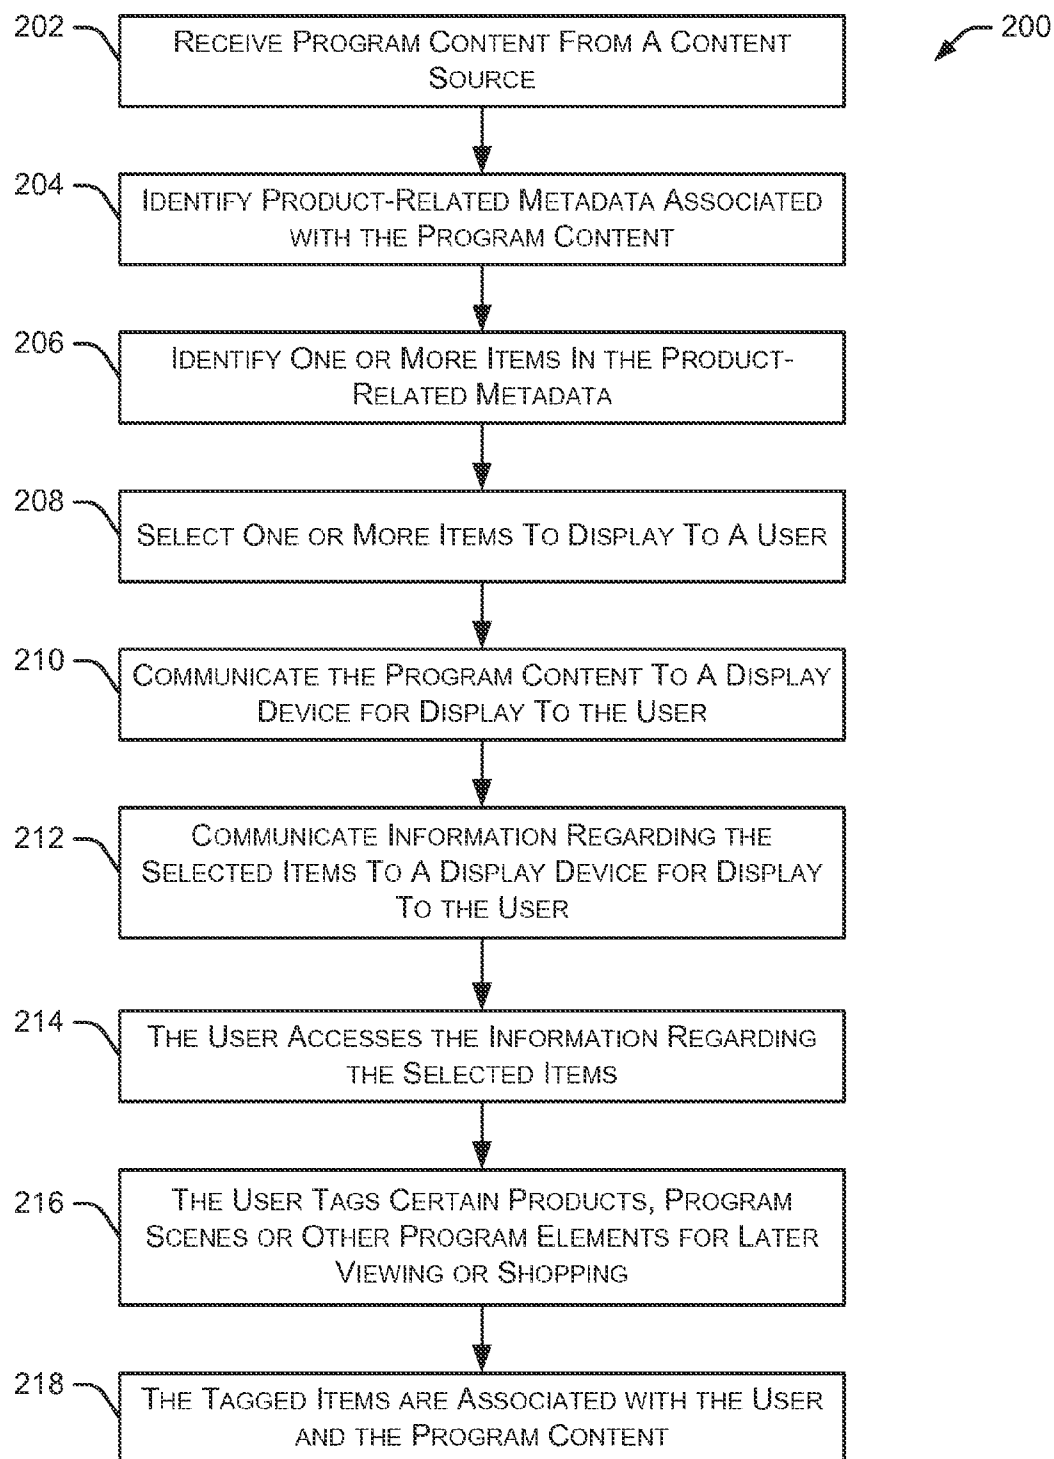 202
RECEIVE PROGRAM CONTENT FROM A CONTENT
SOURCE
200
204
IDENTIFY PRODUCT-RELATED METADATA ASSOCIATED
WITH THE PROGRAM CONTENT
206
IDENTIFY ONE OR MORE ITEMS IN THE PRODUCT-
RELATED METADATA
208
SELECT ONE OR MORE ITEMS TO DISPLAY TO A USER
210
COMMUNICATE THE PROGRAM CONTENT TO A DISPLAY
DEVICE FOR DISPLAY TO THE USER
212
COMMUNICATE INFORMATION REGARDING THE
SELECTED ITEMS TO A DISPLAY DEVICE FOR DISPLAY
TO THE USER
214
THE USER ACCESSES THE INFORMATION REGARDING
THE SELECTED ITEMS
216
THE USER TAGS CERTAIN PRODUCTS, PROGRAM
SCENES OR OTHER PROGRAM ELEMENTS FOR LATER
VIEWING OR SHOPPING
218
THE TAGGED ITEMS ARE ASSOCIATED WITH THE USER
AND THE PROGRAM CONTENT